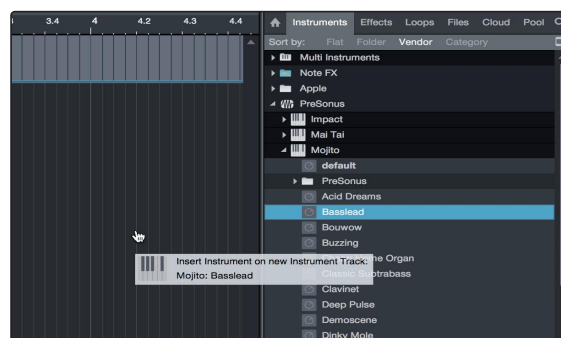 3.4 4 4.2 4.3 4.4
Instruments Effects Loops Files Cloud Pool
Sort by: Flat Folder Vendor Category
Multi Instruments
Note FX
Apple
PreSonus
Impact
Mai Tai
Mojito
default
PreSonus
Acid Dreams
Basslead
Bouwow
Buzzing
Organ
Insert Instrument on new Instrument Track:
Mojito: Basslead
Subtrabass
Clavinet
Deep Pulse
Demoscene
Dinky Mole